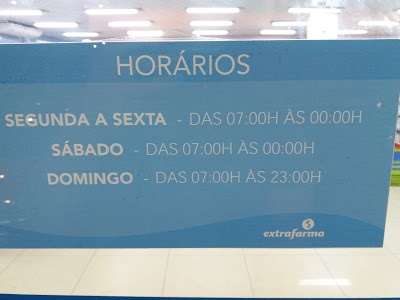 HORÁRIOS
SEGUNDA A SEXTA - DAS 07:00H ÀS 00:00H
SÁBADO - DAS 07:00H ÀS 00:00H
DOMINGO - DAS 07:00H ÀS 23:00H
extrafarma